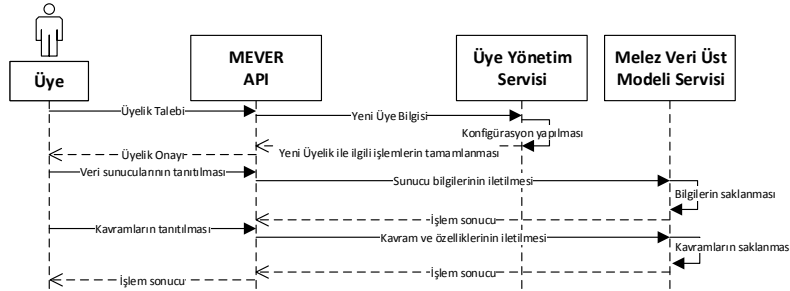 Üye
MEVER
API
Üye Yönetim
Servisi
Melez Veri Üst
Modeli Servisi
Üyelik Talebi
Yeni Üye Bilgisi
Konfigürasyon yapılması
Üyelik Onayı
Yeni Üyelik ile ilgili işlemlerin tamamlanması
Veri sunucularının tanıtılması
Sunucu bilgilerinin iletilmesi
Bilgilerin saklanması
İşlem sonucu
Kavramların tanıtılması
Kavram ve özelliklerinin iletilmesi
Kavramların saklanmas
İşlem sonucu
İşlem sonucu